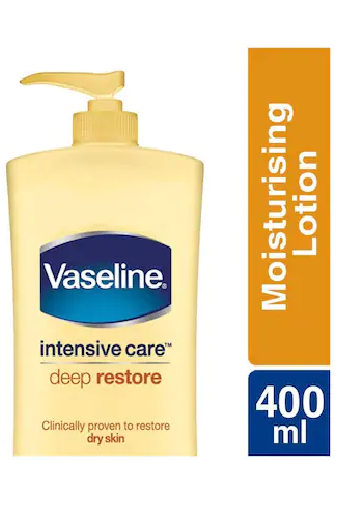 Vaseline®
intensive care™
deep restore
Clinically proven to restore
dry skin
Moisturising
Lotion
400
ml